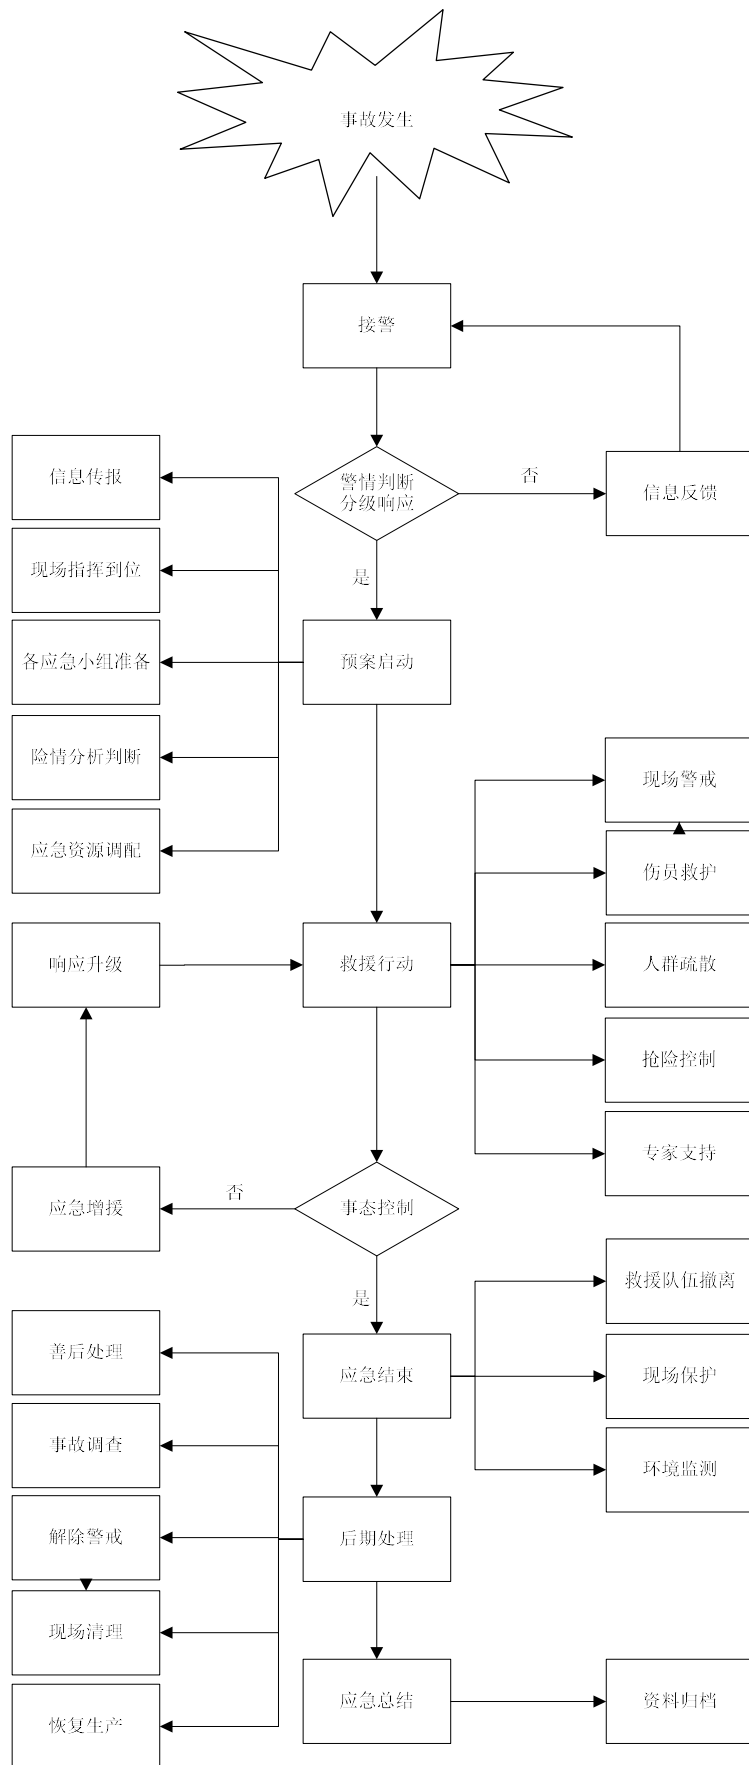 事故发生
接警
警情判断
分级响应
否
信息反馈
是
信息传报
现场指挥到位
各应急小组准备
险情分析判断
应急资源调配
预案启动
现场警戒
伤员救护
人群疏散
抢险控制
专家支持
响应升级
救援行动
应急增援
否
事态控制
是
救援队伍撤离
现场保护
环境监测
应急结束
善后处理
事故调查
解除警戒
现场清理
恢复生产
后期处理
应急总结
资料归档